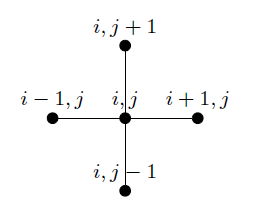 i, j + 1
i − 1, j i, j i + 1, j
i, j − 1